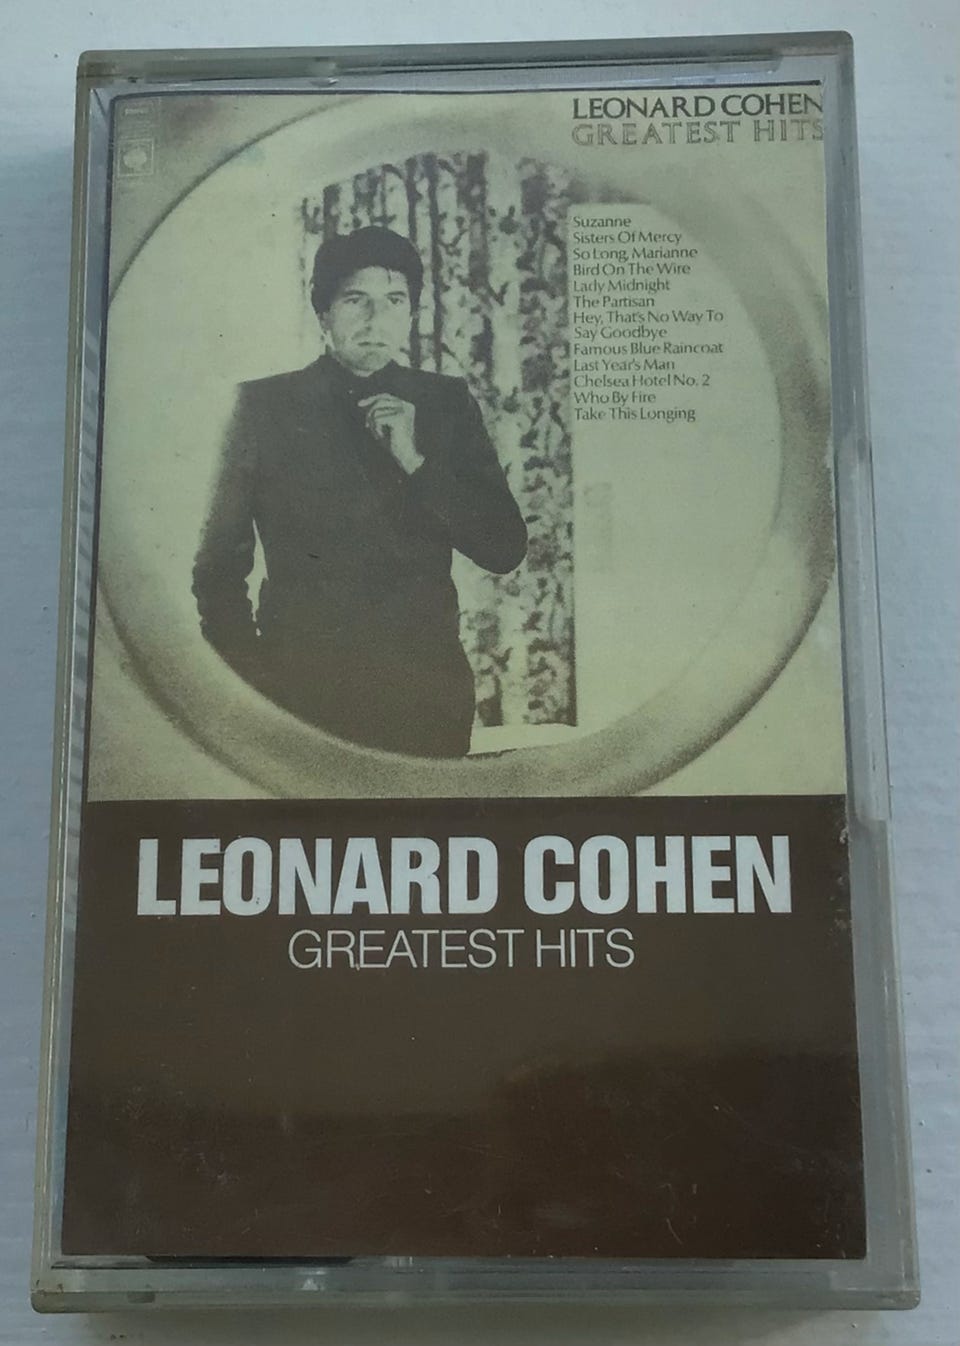 LEONARD COHEN
GREATEST HITS
Suzanne
Sisters Of Mercy
So Long, Marianne
Bird On The Wire
Lady Midnight
The Partisan
Hey, That's No Way To
Say Goodbye
Famous Blue Raincoat
Last Year's Man
Chelsea Hotel No. 2
Who By Fire
Take This Longing
LEONARD COHEN
GREATEST HITS